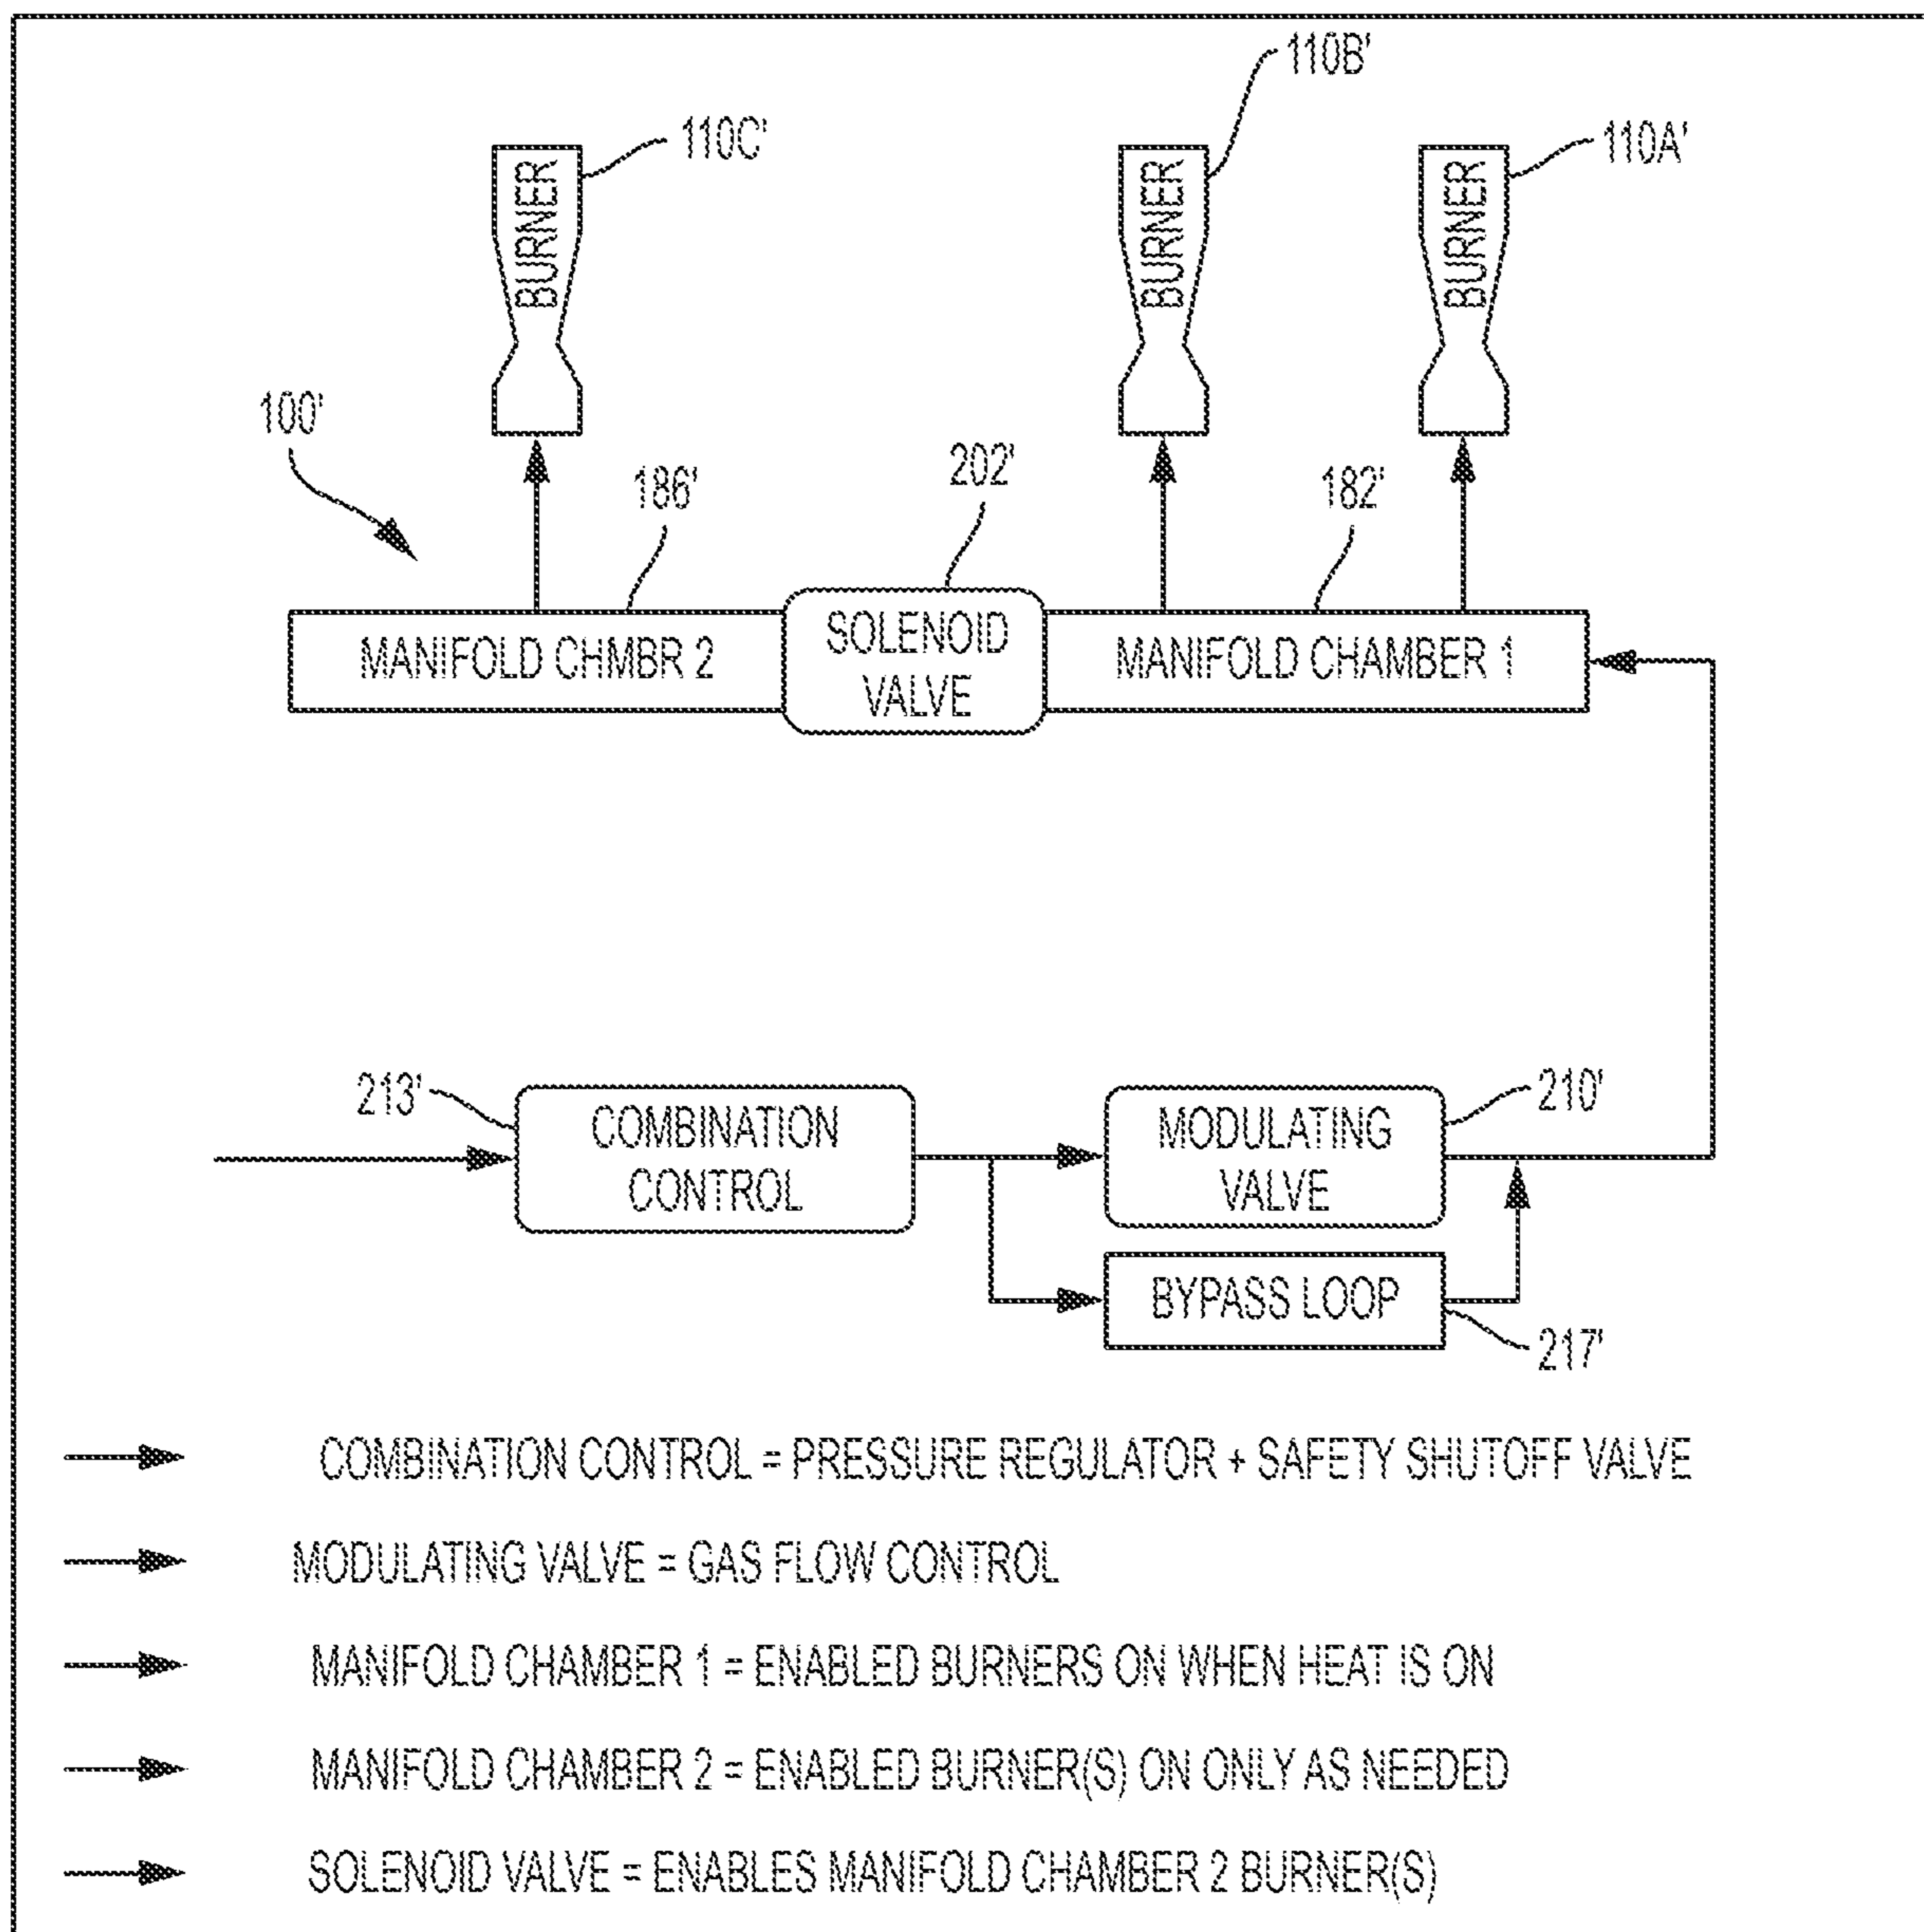 110B'
110C'
110A'
BURNER
BURNER
BURNER
100'
186'
202'
182'
MANIFOLD CHMBR 2
SOLENOID
VALVE
MANIFOLD CHAMBER 1
213'
COMBINATION
CONTROL
MODULATING
VALVE
210'
BYPASS LOOP
217'
COMBINATION CONTROL = PRESSURE REGULATOR + SAFETY SHUTOFF VALVE
MODULATING VALVE = GAS FLOW CONTROL
MANIFOLD CHAMBER 1 = ENABLED BURNERS ON WHEN HEAT IS ON
MANIFOLD CHAMBER 2 = ENABLED BURNER(S) ON ONLY AS NEEDED
SOLENOID VALVE = ENABLES MANIFOLD CHAMBER 2 BURNER(S)